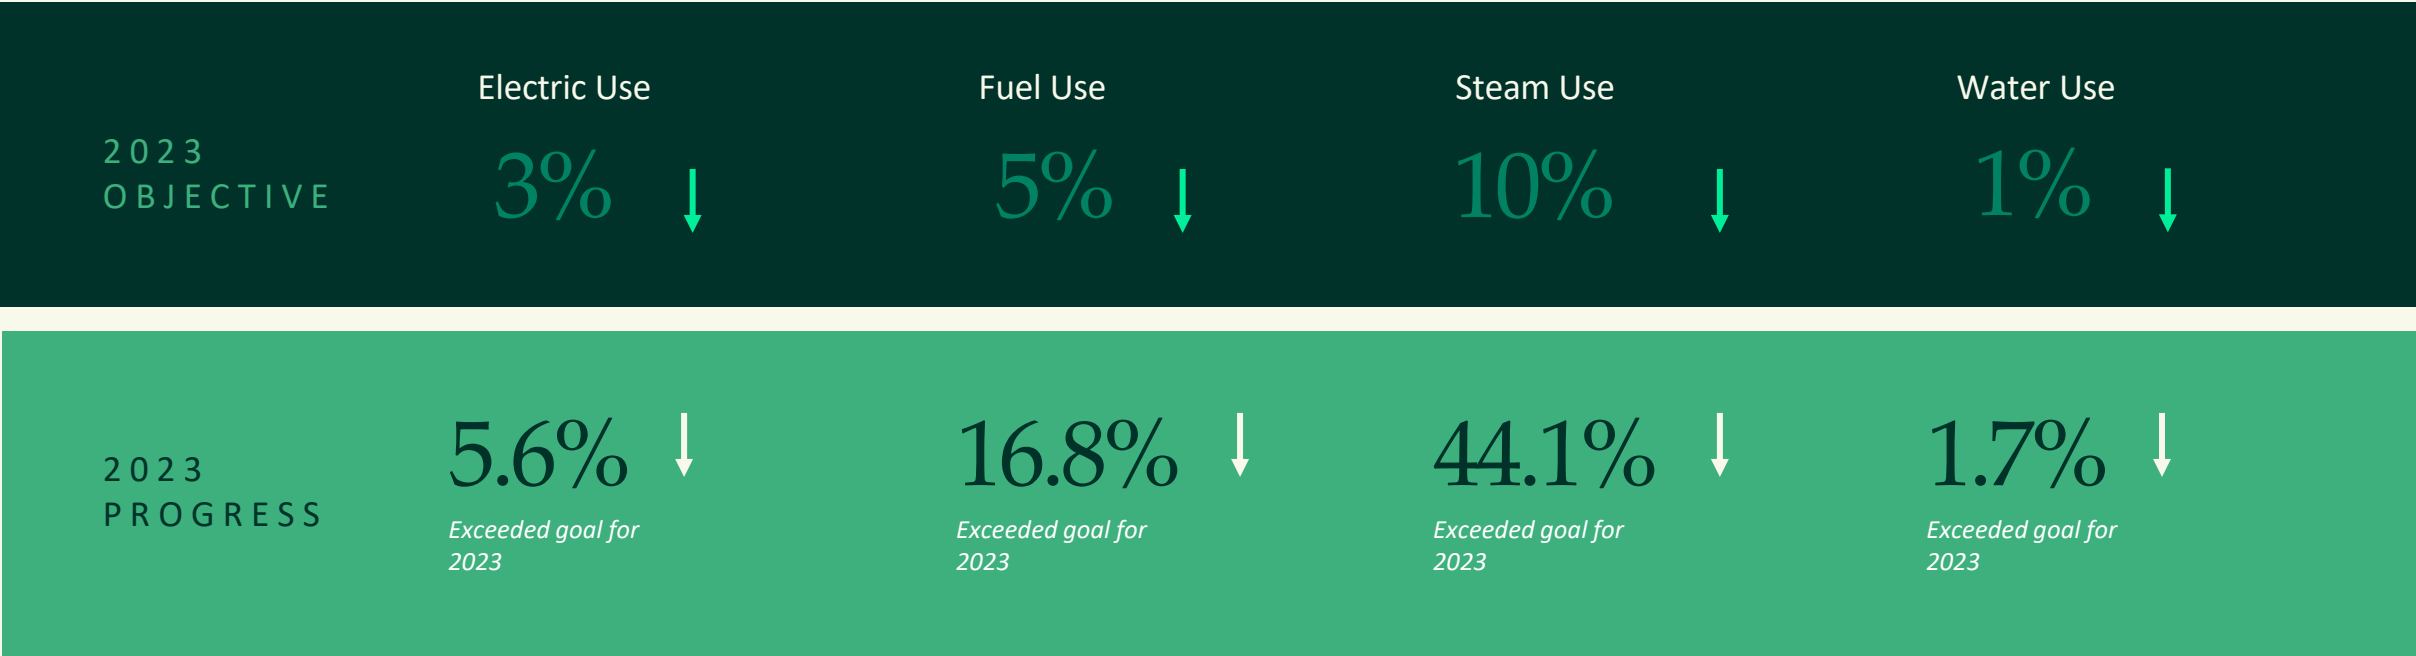 Electric Use
Fuel Use
Steam Use
Water Use
2023
OBJECTIVE
3%
5%
10%
1%
2023
PROGRESS
5.6%
16.8%
44.1%
1.7%
Exceeded goal for
2023
Exceeded goal for
2023
Exceeded goal for
2023
Exceeded goal for
2023